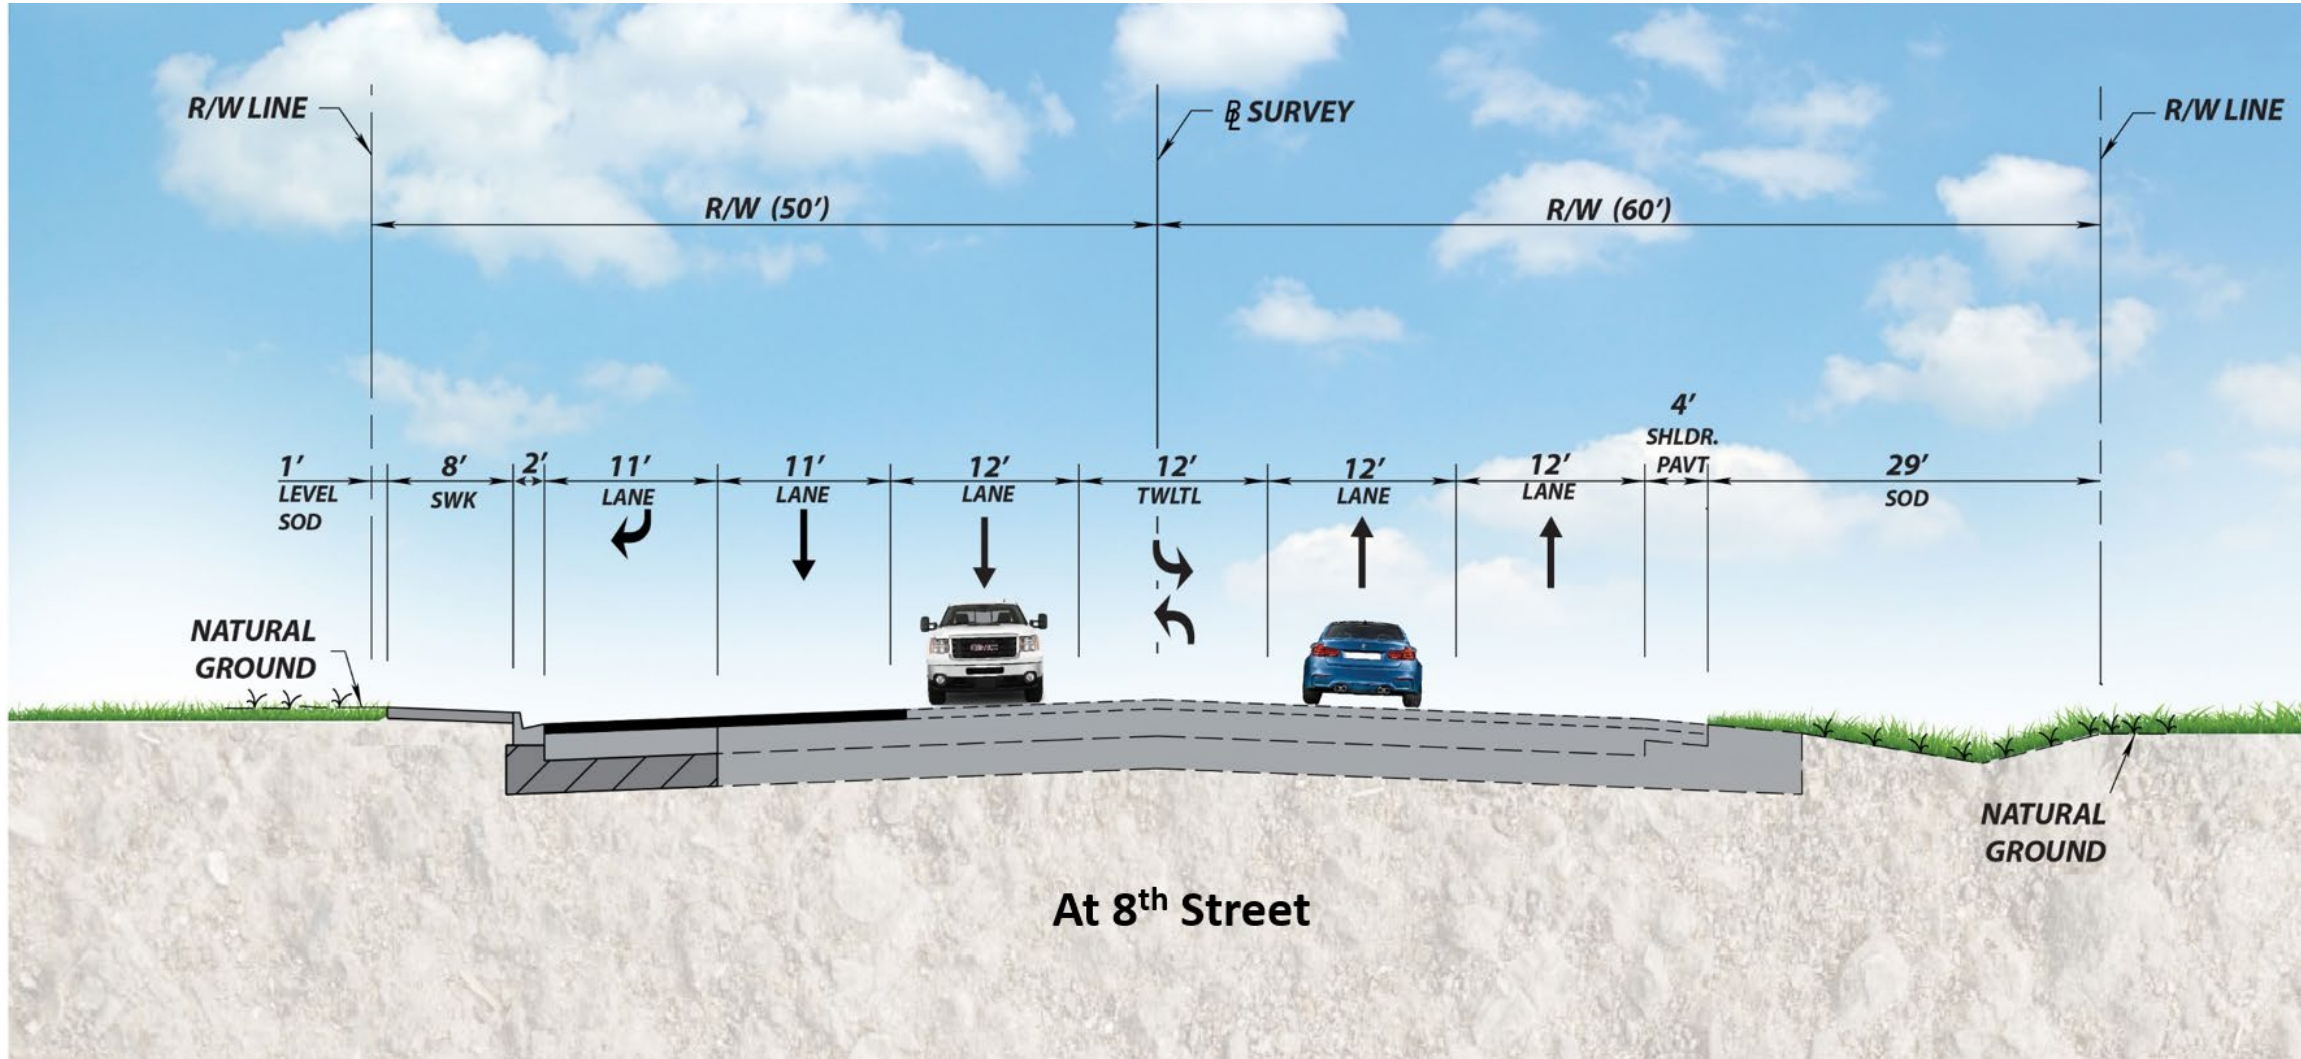 R/W LINE
℄ SURVEY
R/W LINE
R/W (50')
R/W (60')
4'
SHLDR.
PAVT
1'
LEVEL
SOD
8'
SWK
2'
11'
LANE
11'
LANE
12'
LANE
12'
TWLTL
12'
LANE
12'
LANE
29'
SOD
NATURAL
GROUND
GMC
NATURAL
GROUND
At 8th Street